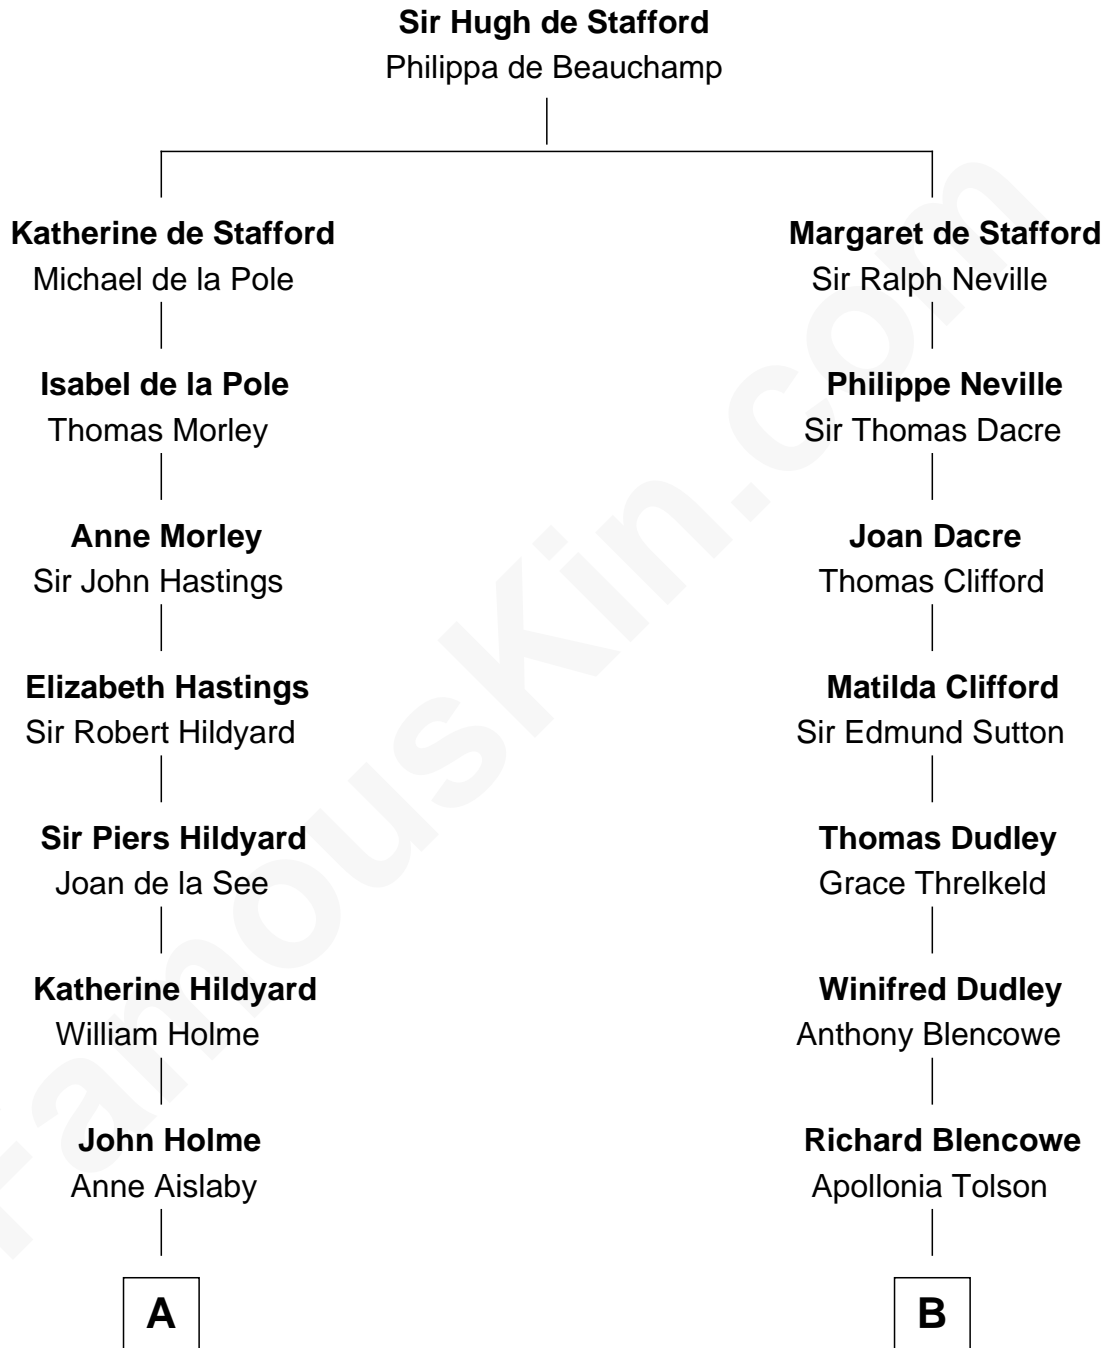 Sir Hugh de Stafford
Philippa de Beauchamp
Katherine de Stafford
Michael de la Pole
Margaret de Stafford
Sir Ralph Neville
Isabel de la Pole
Thomas Morley
Philippe Neville
Sir Thomas Dacre
Anne Morley
Sir John Hastings
Joan Dacre
Thomas Clifford
Elizabeth Hastings
Sir Robert Hildyard
Matilda Clifford
Sir Edmund Sutton
Sir Piers Hildyard
Joan de la See
Thomas Dudley
Grace Threlkeld
Katherine Hildyard
William Holme
Winifred Dudley
Anthony Blencowe
John Holme
Anne Aislaby
Richard Blencowe
Apollonia Tolson
A
B
FamousKin.com